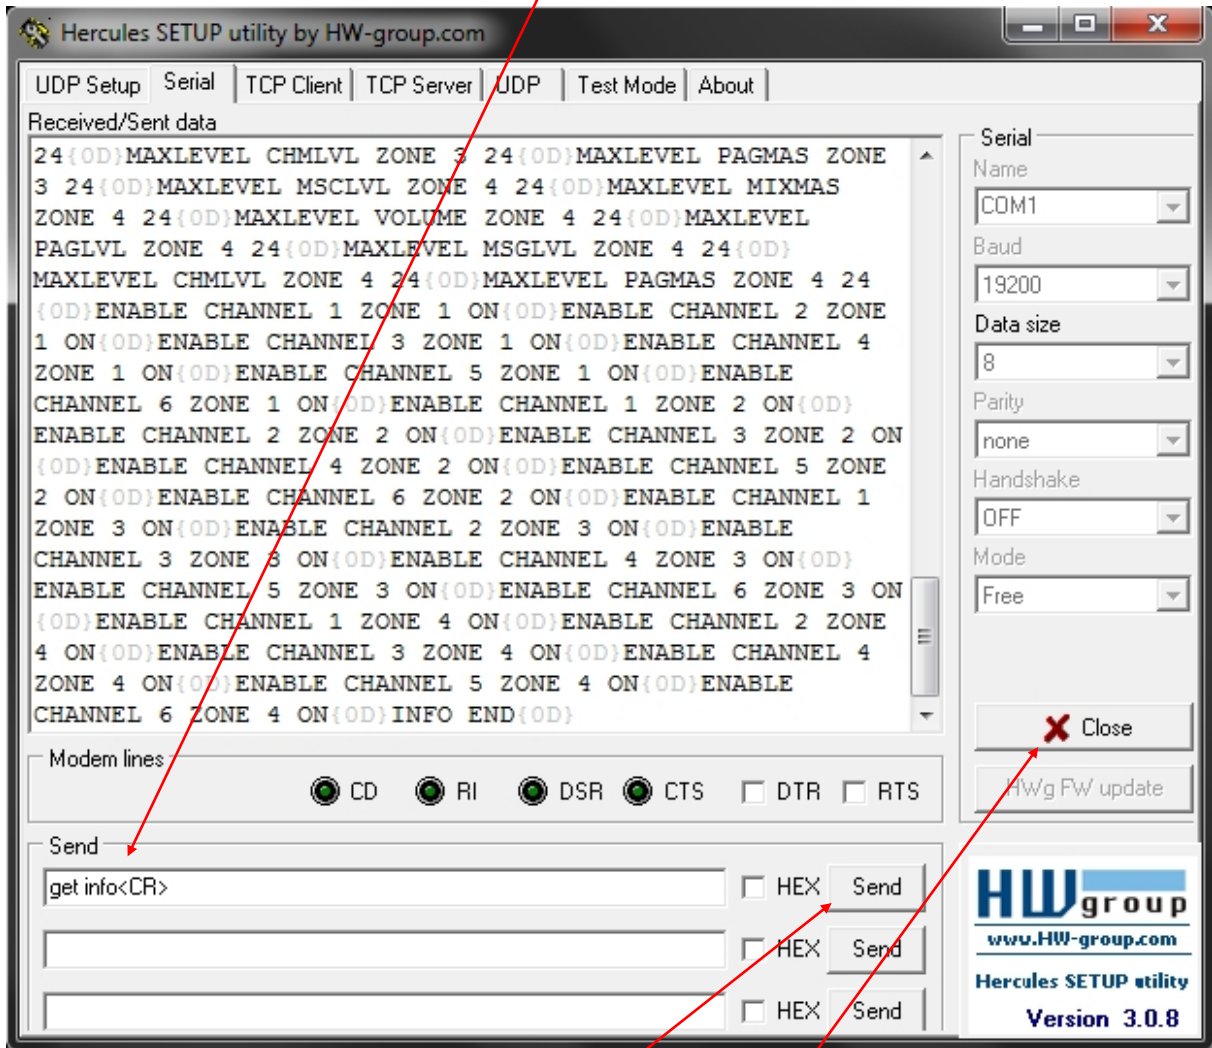 Hercules SETUP utility by HW-group.com
UDP Setup Serial TCP Client TCP Server UDP Test Mode About
Received/Sent data
24{0D}MAXLEVEL CHMLVL ZONE 3 24{0D}MAXLEVEL PAGMAS ZONE
3 24{0D}MAXLEVEL MSCLVL ZONE 4 24{0D}MAXLEVEL MIXMAS
ZONE 4 24{0D}MAXLEVEL VOLUME ZONE 4 24{0D}MAXLEVEL
PAGLVL ZONE 4 24{0D}MAXLEVEL MSGLVL ZONE 4 24{0D}
MAXLEVEL CHMLVL ZONE 4 24{0D}MAXLEVEL PAGMAS ZONE 4 24
{0D}ENABLE CHANNEL 1 ZONE 1 ON{0D}ENABLE CHANNEL 2 ZONE
1 ON{0D}ENABLE CHANNEL 3 ZONE 1 ON{0D}ENABLE CHANNEL 4
ZONE 1 ON{0D}ENABLE CHANNEL 5 ZONE 1 ON{0D}ENABLE
CHANNEL 6 ZONE 1 ON{0D}ENABLE CHANNEL 1 ZONE 2 ON{0D}
ENABLE CHANNEL 2 ZONE 2 ON{0D}ENABLE CHANNEL 3 ZONE 2 ON
{0D}ENABLE CHANNEL 4 ZONE 2 ON{0D}ENABLE CHANNEL 5 ZONE
2 ON{0D}ENABLE CHANNEL 6 ZONE 2 ON{0D}ENABLE CHANNEL 1
ZONE 3 ON{0D}ENABLE CHANNEL 2 ZONE 3 ON{0D}ENABLE
CHANNEL 3 ZONE 3 ON{0D}ENABLE CHANNEL 4 ZONE 3 ON{0D}
ENABLE CHANNEL 5 ZONE 3 ON{0D}ENABLE CHANNEL 6 ZONE 3 ON
{0D}ENABLE CHANNEL 1 ZONE 4 ON{0D}ENABLE CHANNEL 2 ZONE
4 ON{0D}ENABLE CHANNEL 3 ZONE 4 ON{0D}ENABLE CHANNEL 4
ZONE 4 ON{0D}ENABLE CHANNEL 5 ZONE 4 ON{0D}ENABLE
CHANNEL 6 ZONE 4 ON{0D}INFO END{0D}
Serial
Name
COM1
Baud
19200
Data size
8
Parity
none
Handshake
OFF
Mode
Free
Close
HWg FW update
Modem lines
CD RI DSR CTS DTR RTS
Send
get info<CR> HEX Send
HEX Send
HEX Send
HW group
www.HW-group.com
Hercules SETUP utility
Version 3.0.8